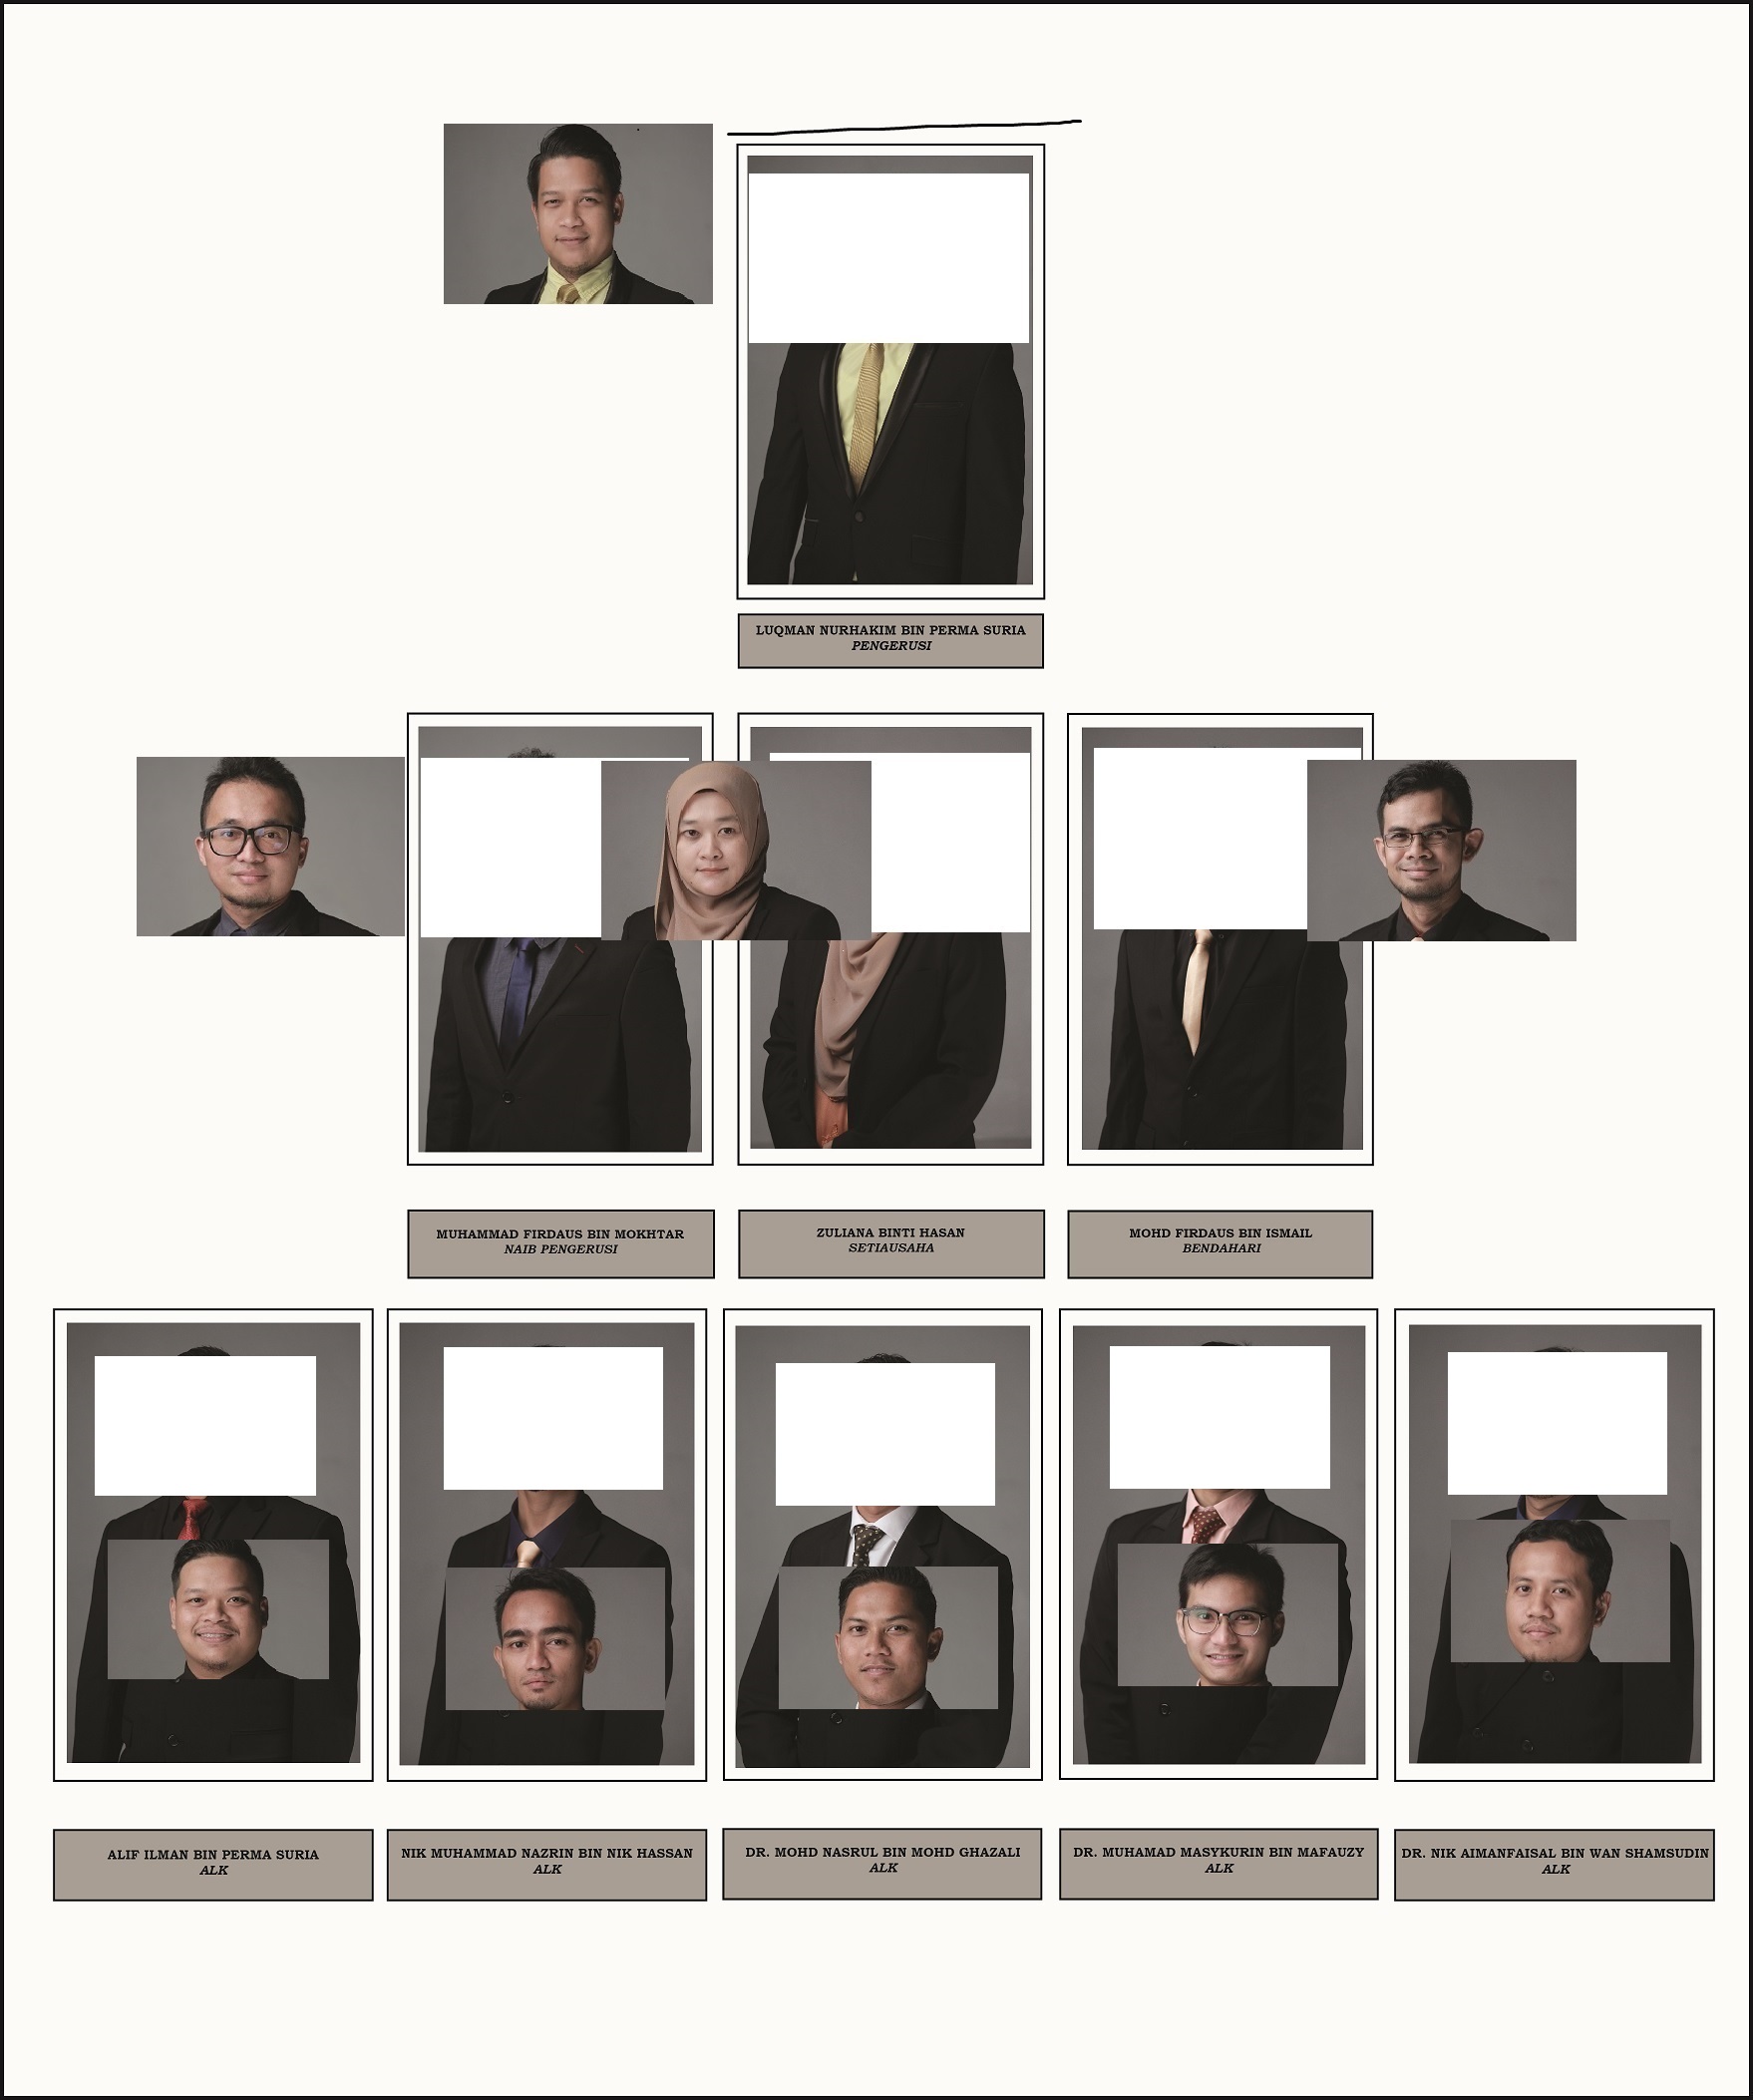 LUQMAN NURHAKIM BIN PERMA SURIA
PENGERUSI
MUHAMMAD FIRDAUS BIN MOKHTAR
NAIB PENGERUSI
ZULIANA BINTI HASAN
SETIAUSAHA
MOHD FIRDAUS BIN ISMAIL
BENDAHARI
ALIF ILMAN BIN PERMA SURIA
ALK
NIK MUHAMMAD NAZRIN BIN NIK HASSAN
ALK
DR. MOHD NASRUL BIN MOHD GHAZALI
ALK
DR. MUHAMAD MASYKURIN BIN MAFAUZY
ALK
DR. NIK AIMANFAISAL BIN WAN SHAMSUDIN
ALK